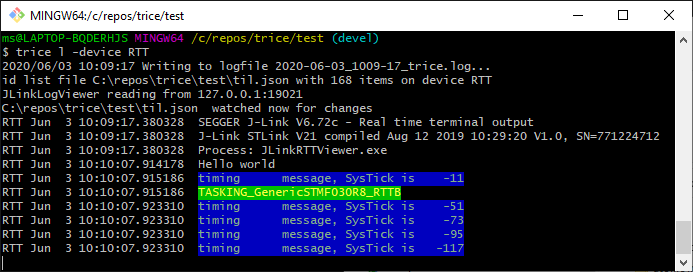 MINGW64:/c/repos/trice/test
ms@LAPTOP-BQDERHJS MINGW64 /c/repos/trice/test (devel)
$ trice l -device RTT
2020/06/03 10:09:17 Writing to logfile 2020-06-03_1009-17_trice.log...
id list file C:\repos\trice\test\til.json with 168 items on device RTT
JLinkLogViewer reading from 127.0.0.1:19021
C:\repos\trice\test\til.json  watched now for changes
RTT Jun  3 10:09:17.380328  SEGGER J-Link V6.72c - Real time terminal output
RTT Jun  3 10:09:17.380328  J-Link STLink V21 compiled Aug 12 2019 10:29:20 V1.0, SN=771224712
RTT Jun  3 10:09:17.380328  Process: JLinkRTTViewer.exe
RTT Jun  3 10:10:07.914178  Hello world
RTT Jun  3 10:10:07.915186  timing      message, SysTick is    -11
RTT Jun  3 10:10:07.915186  TASKING_GenericSTMF030R8_RTTB
RTT Jun  3 10:10:07.923310  timing      message, SysTick is    -51
RTT Jun  3 10:10:07.923310  timing      message, SysTick is    -73
RTT Jun  3 10:10:07.923310  timing      message, SysTick is    -95
RTT Jun  3 10:10:07.923310  timing      message, SysTick is   -117